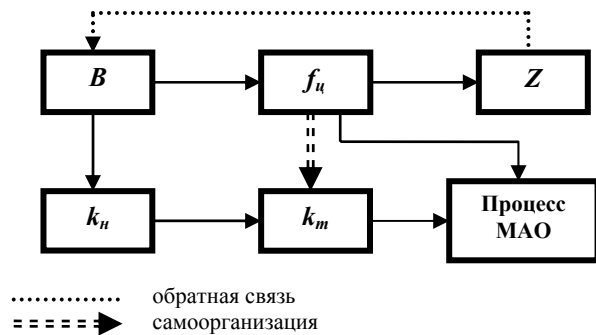 B
f_ц
Z
k_н
k_т
Процесс
МАО
обратная связь
самоорганизация